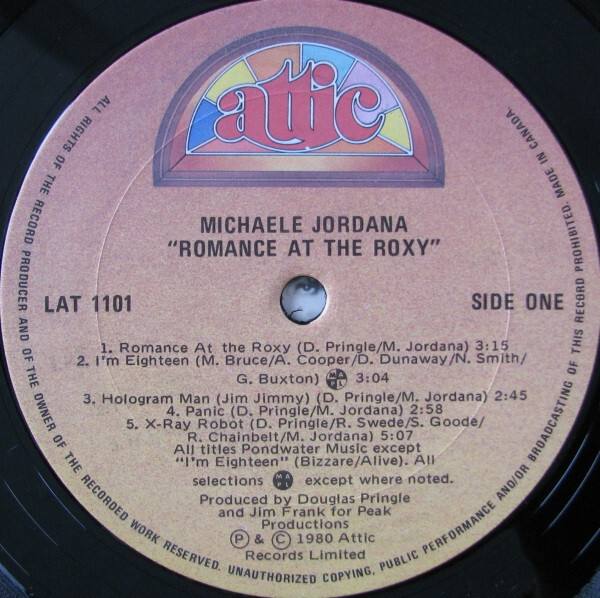 attic
MICHAELE JORDANA
"ROMANCE AT THE ROXY"
LAT 1101
SIDE ONE
1. Romance At the Roxy (D. Pringle/M. Jordana) 3:15
2. I'm Eighteen (M. Bruce/A. Cooper/D. Dunaway/N. Smith/
G. Buxton) MAPL 3:04
3. Hologram Man (Jim Jimmy) (D. Pringle/M. Jordana) 2:45
4. Panic (D. Pringle/M. Jordana) 2:58
5. X-Ray Robot (D. Pringle/R. Swede/S. Goode/
R. Chainbelt/M. Jordana) 5:07
All titles Pondwater Music except
"I'm Eighteen" (Bizzare/Alive). All
selections MAPL except where noted.
Produced by Douglas Pringle
and Jim Frank for Peak
Productions
Ⓟ & Ⓒ 1980 Attic
Records Limited
ALL RIGHTS OF THE RECORD PRODUCER AND OF THE OWNER OF THE RECORDED WORK RESERVED. UNAUTHORIZED COPYING, PUBLIC PERFORMANCE AND/OR BROADCASTING OF THIS RECORD PROHIBITED. MADE IN CANADA.